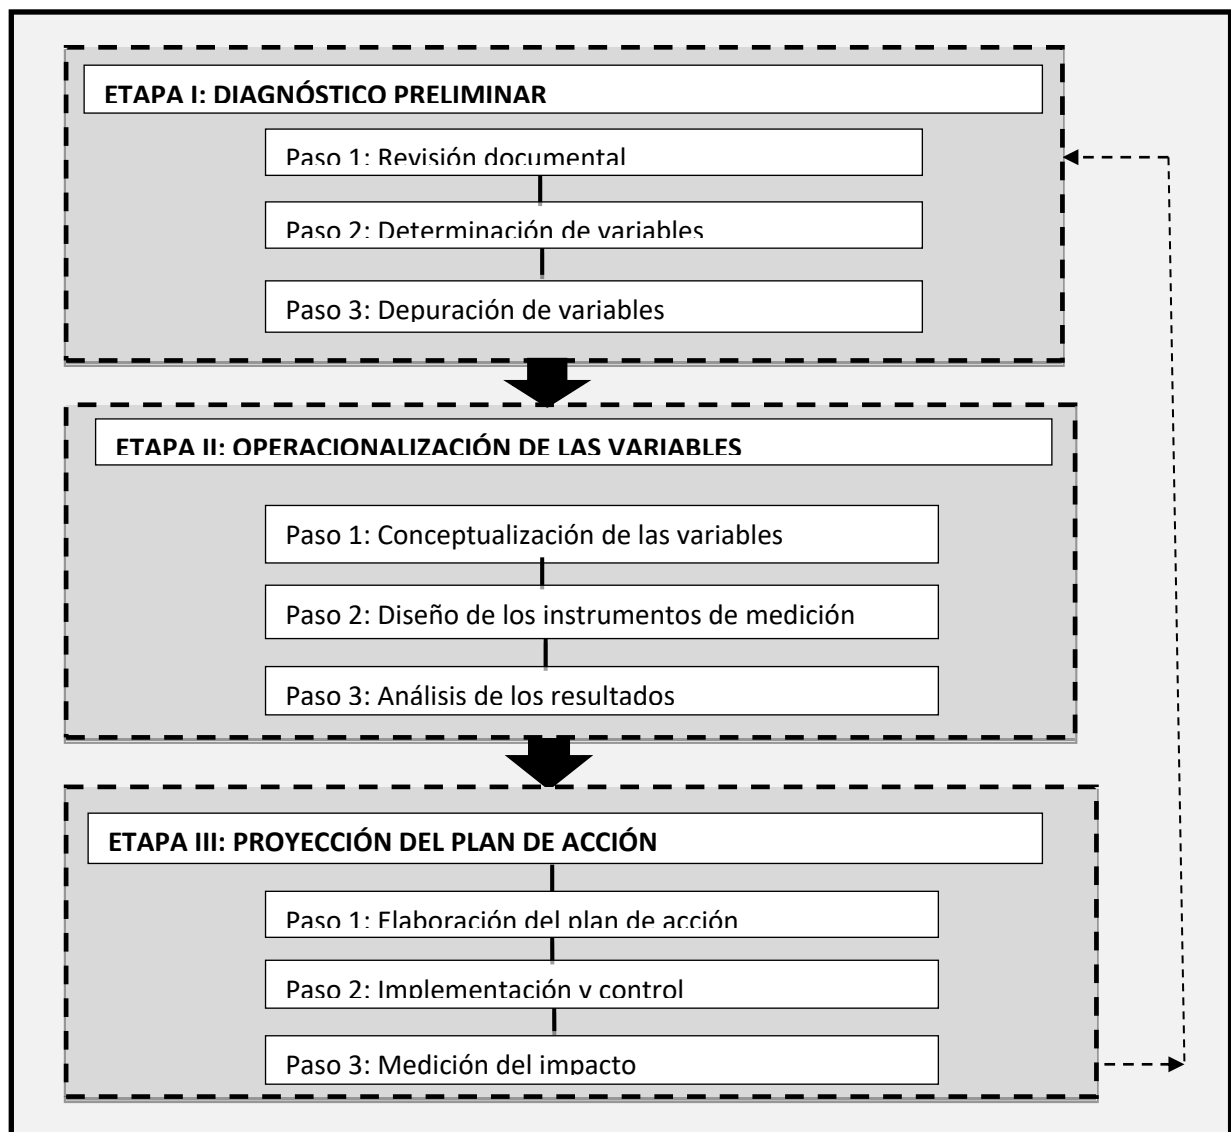 ETAPA I: DIAGNÓSTICO PRELIMINAR
Paso 1: Revisión documental
Paso 2: Determinación de variables
Paso 3: Depuración de variables
ETAPA II: OPERACIONALIZACIÓN DE LAS VARIABLES
Paso 1: Conceptualización de las variables
Paso 2: Diseño de los instrumentos de medición
Paso 3: Análisis de los resultados
ETAPA III: PROYECCIÓN DEL PLAN DE ACCIÓN
Paso 1: Elaboración del plan de acción
Paso 2: Implementación y control
Paso 3: Medición del impacto